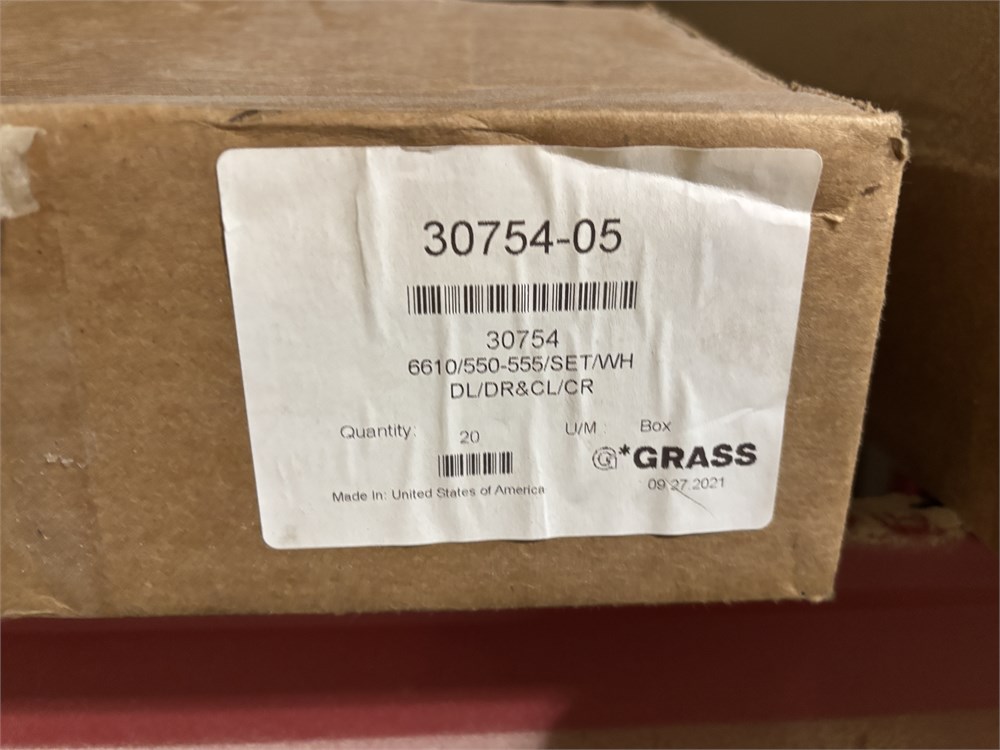 30754-05
30754
6610/550-555/SET/WH
DL/DR&CL/CR
Quantity: 20 U/M : Box
G*GRASS
Made In: United States of America
09.27.2021